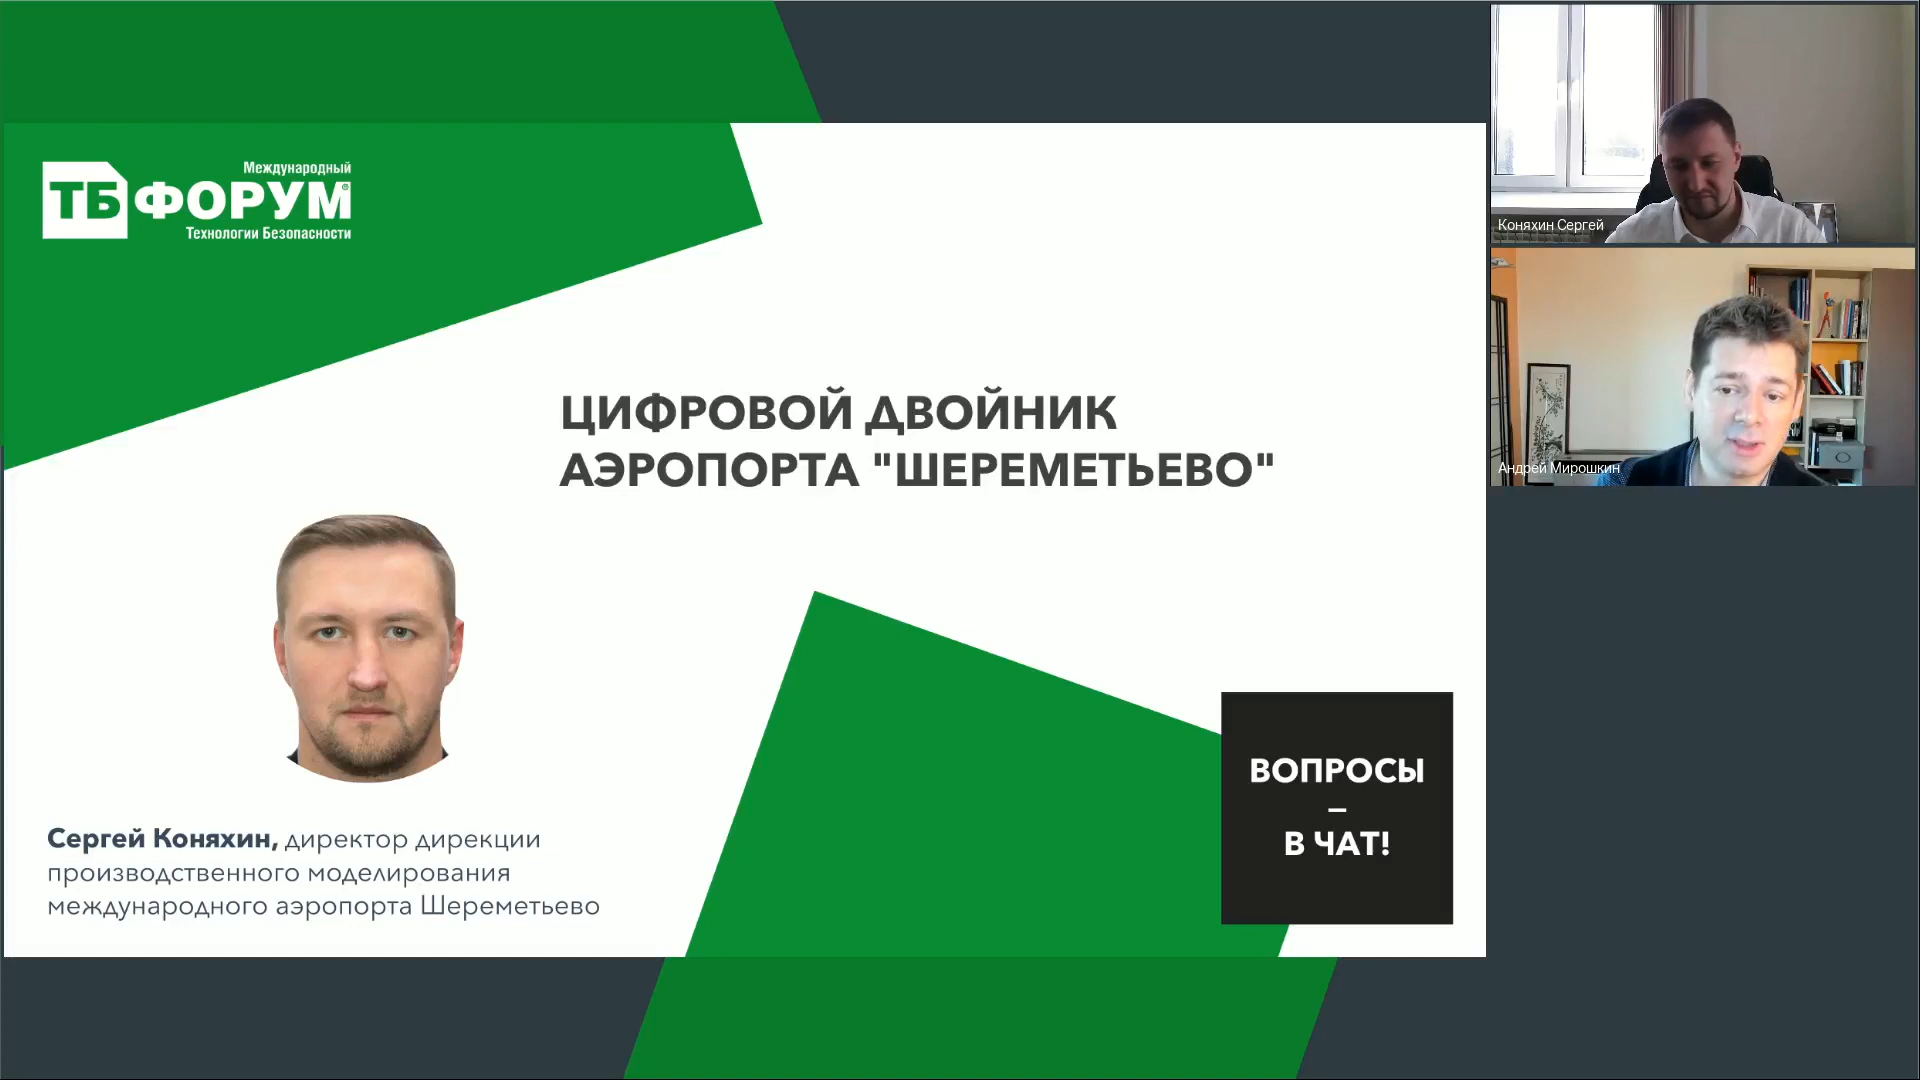 Международный
ТБ ФОРУМ
Технологии Безопасности
ЦИФРОВОЙ ДВОЙНИК
АЭРОПОРТА "ШЕРЕМЕТЬЕВО"
Сергей Коняхин, директор дирекции
производственного моделирования
международного аэропорта Шереметьево
ВОПРОСЫ
–
В ЧАТ!
Коняхин Сергей
Андрей Мирошкин